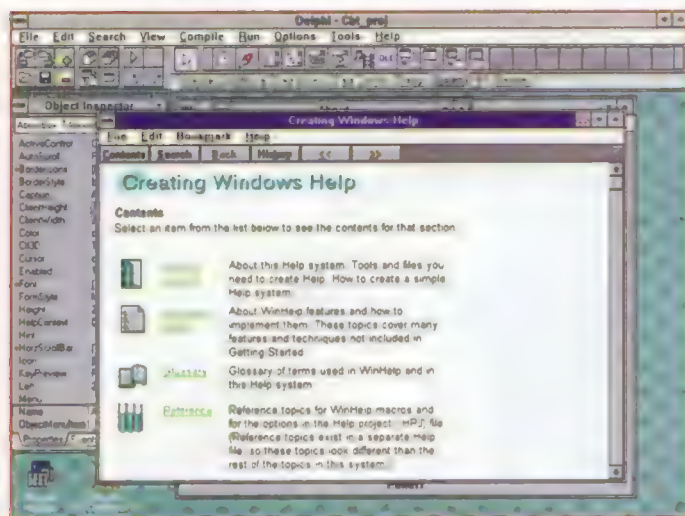 Delphi - Cbt_proj
File Edit Search View Compile Run Options Tools Help
Object Inspector
About
ActiveControl
AutoScroll
+BorderIcons
BorderStyle
Caption
ClientHeight
ClientWidth
Color
Ctl3D
Cursor
Enabled
+Font
FormStyle
Height
HelpContext
Hint
+HorzScrollBar
Icon
KeyPreview
Left
Menu
Name
ObjectMenuItem
Properties
Creating Windows Help
File Edit Bookmark Help
Contents Search Back History << >>
Creating Windows Help
Contents
Select an item from the list below to see the contents for that section.
About this Help system. Tools and files you
need to create Help. How to create a simple
Help system.
About WinHelp features and how to
implement them. These topics cover many
features and techniques not included in
Getting Started
Glossary
Glossary of terms used in WinHelp and in
this Help system
Reference
Reference topics for WinHelp macros and
for the options in the Help project (.HPJ) file
(Reference topics exist in a separate Help
file, so these topics look different than the
rest of the topics in this system.